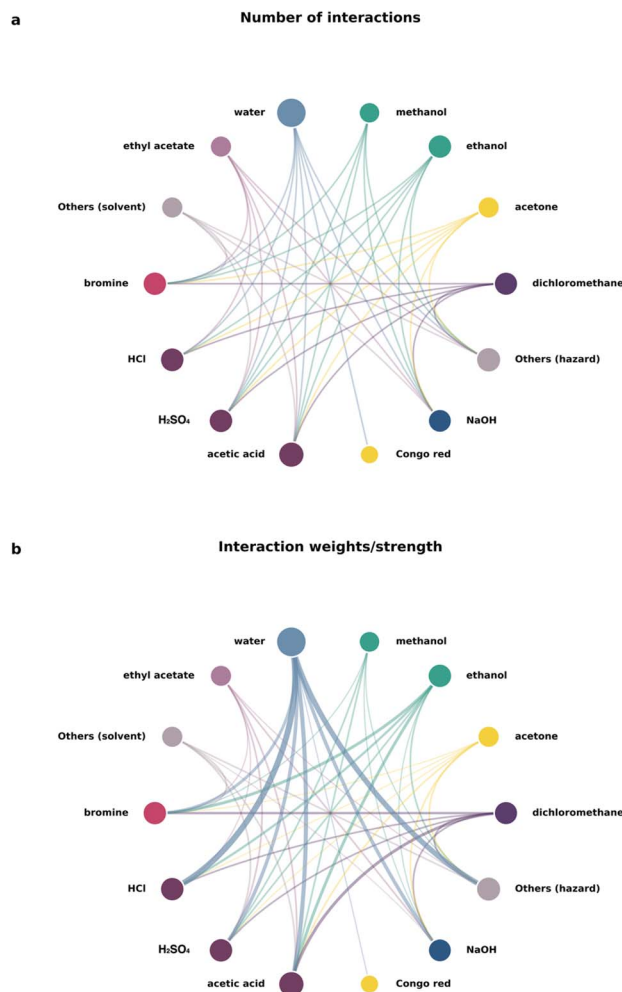 a
Number of interactions
water
methanol
ethyl acetate
ethanol
Others (solvent)
acetone
bromine
dichloromethane
HCl
Others (hazard)
H₂SO₄
NaOH
acetic acid
Congo red
b
Interaction weights/strength
water
methanol
ethyl acetate
ethanol
Others (solvent)
acetone
bromine
dichloromethane
HCl
Others (hazard)
H₂SO₄
NaOH
acetic acid
Congo red